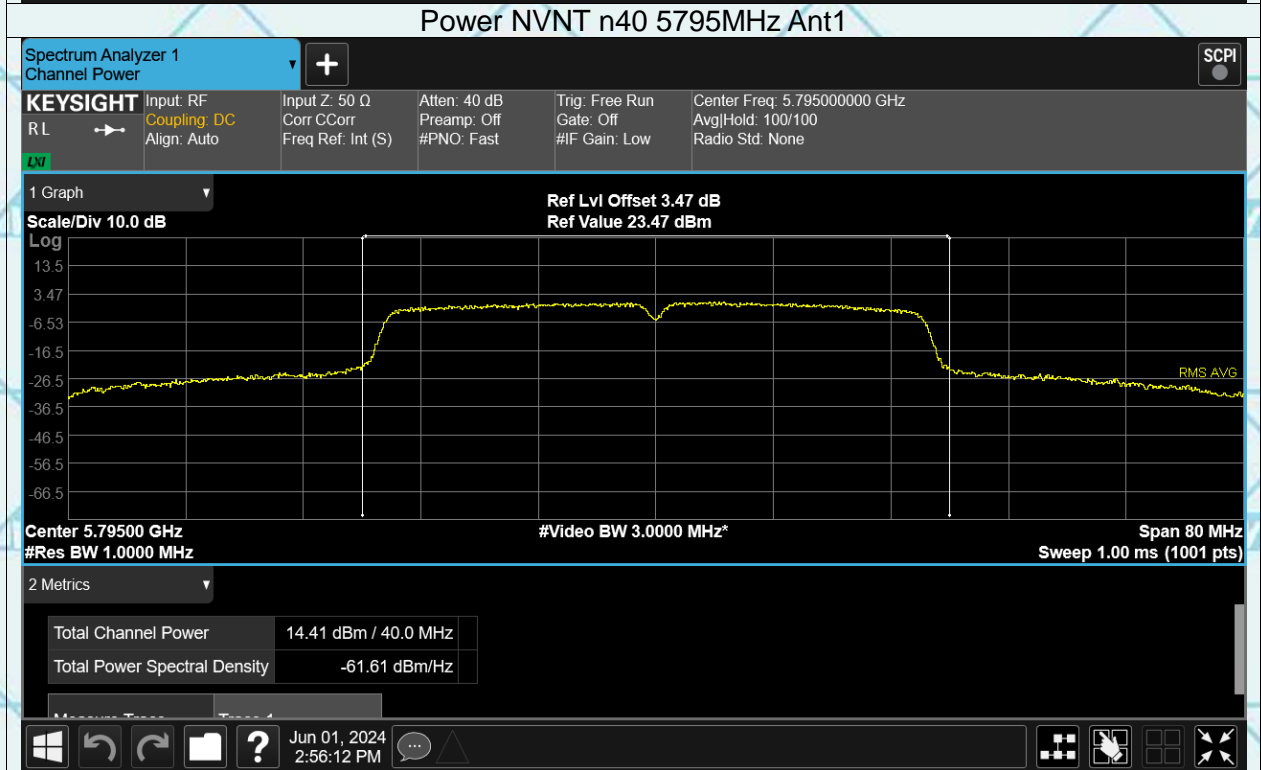 Power NVNT n40 5795MHz Ant1
Spectrum Analyzer 1
Channel Power
SCPI
KEYSIGHT
RL
LXI
Input: RF
Coupling: DC
Align: Auto
Input Z: 50 Ω
Corr CCorr
Freq Ref: Int (S)
Atten: 40 dB
Preamp: Off
#PNO: Fast
Trig: Free Run
Gate: Off
#IF Gain: Low
Center Freq: 5.795000000 GHz
Avg|Hold: 100/100
Radio Std: None
1 Graph
Scale/Div 10.0 dB
Ref Lvl Offset 3.47 dB
Ref Value 23.47 dBm
Log
13.5
3.47
-6.53
-16.5
-26.5
-36.5
-46.5
-56.5
-66.5
RMS AVG
Center 5.79500 GHz
#Video BW 3.0000 MHz*
Span 80 MHz
#Res BW 1.0000 MHz
Sweep 1.00 ms (1001 pts)
2 Metrics
Total Channel Power 14.41 dBm / 40.0 MHz
Total Power Spectral Density -61.61 dBm/Hz
Measure Trace Trace 1
Jun 01, 2024
2:56:12 PM